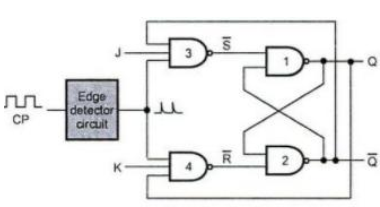 J
3
S̅
1
Q
CP
Edge
detector
circuit
K
4
R̅
2
Q̅